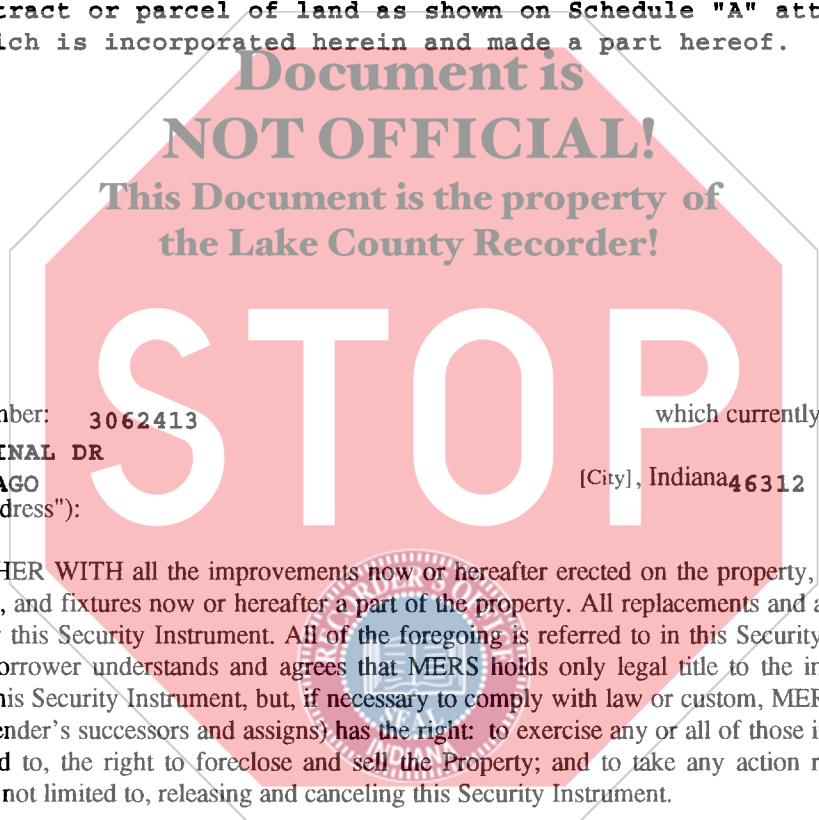 tract or parcel of land as shown on Schedule "A" att
ich is incorporated herein and made a part hereof.
Document is
NOT OFFICIAL!
This Document is the property of
the Lake County Recorder!
STOP
nber: 3062413 which currently
INAL DR
AGO [City], Indiana 46312
dress"):
HER WITH all the improvements now or hereafter erected on the property,
, and fixtures now or hereafter a part of the property. All replacements and a
this Security Instrument. All of the foregoing is referred to in this Security
orrower understands and agrees that MERS holds only legal title to the in
his Security Instrument, but, if necessary to comply with law or custom, MER
ender's successors and assigns) has the right: to exercise any or all of those i
d to, the right to foreclose and sell the Property; and to take any action r
not limited to, releasing and canceling this Security Instrument.
RECORDER'S OFFICE
SEAL
INDIANA